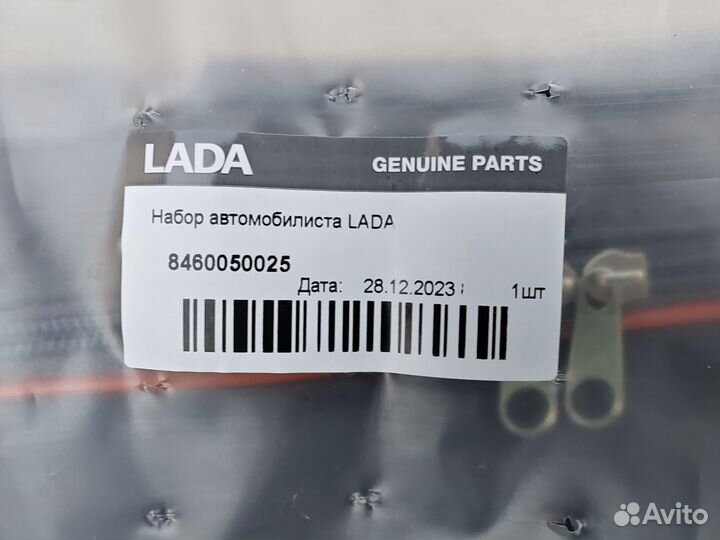 LADA GENUINE PARTS
Набор автомобилиста LADA
8460050025
Дата: 28.12.2023 1шт
Avito